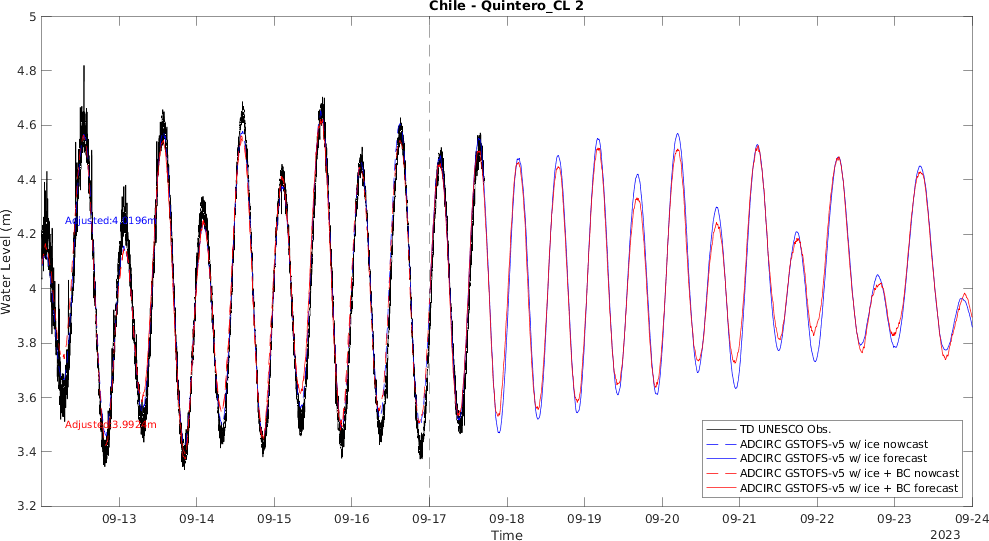 Chile - Quintero_CL 2
5
4.8
4.6
4.4
4.2
4
3.8
3.6
3.4
3.2
Water Level (m)
09-13
09-14
09-15
09-16
09-17
09-18
09-19
09-20
09-21
09-22
09-23
09-24
2023
Time
TD UNESCO Obs.
ADCIRC GSTOFS-v5 w/ ice nowcast
ADCIRC GSTOFS-v5 w/ ice forecast
ADCIRC GSTOFS-v5 w/ ice + BC nowcast
ADCIRC GSTOFS-v5 w/ ice + BC forecast